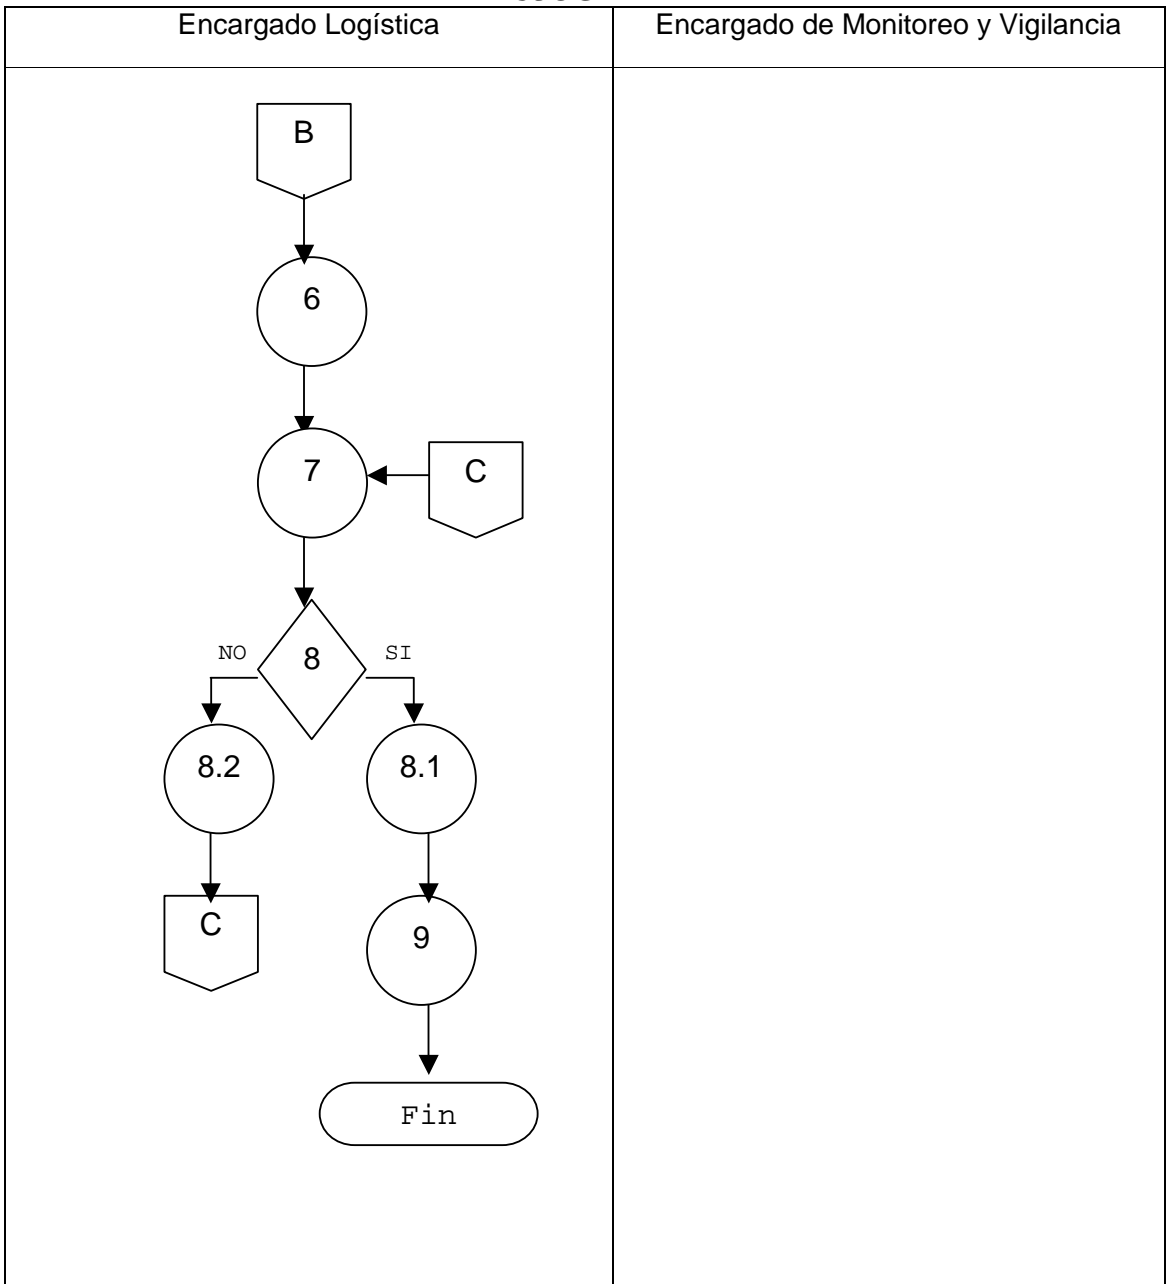 Encargado Logística
Encargado de Monitoreo y Vigilancia
B
6
7
C
8
NO
SI
8.2
8.1
C
9
Fin